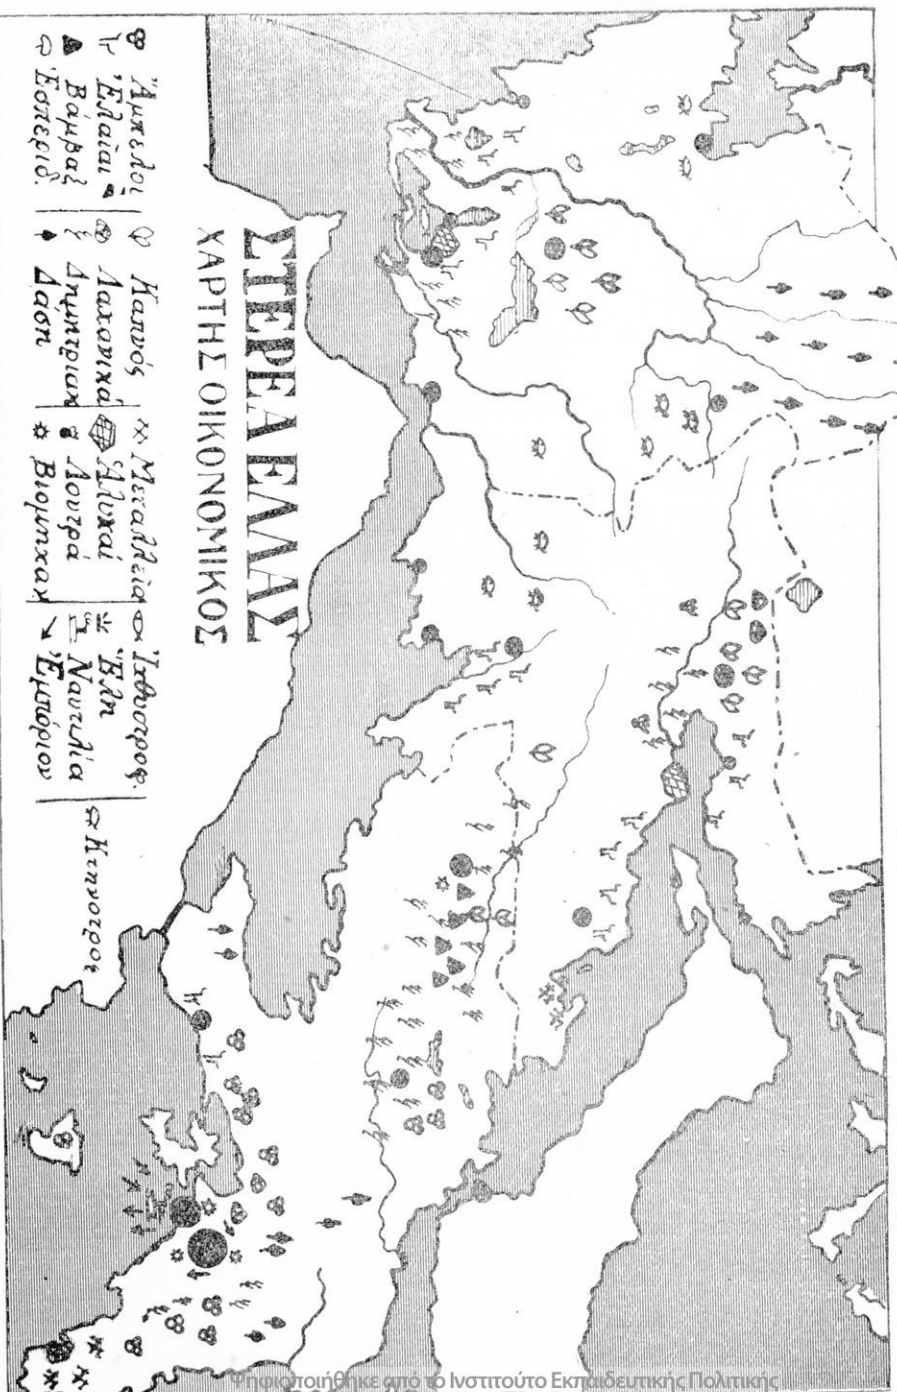 ΣΤΕΡΕΑ ΕΛΛΑΣ
ΧΑΡΤΗΣ ΟΙΚΟΝΟΜΙΚΟΣ
Ἄμπελοι
Ἐλαῖαι
Βάμβαξ
Ἑσπεριδ.
Καπνός
Λαχανικά
Δημητριακ
Δάση
Μεταλλεῖα
Ἁλυκαί
Λουτρά
Βιομηχαν
Ἰχθυοτροφ.
Ἕλη
Ναυτιλία
Ἐμπόριον
Κτηνοτροφ
Ψηφιοποιήθηκε από το Ινστιτούτο Εκπαιδευτικής Πολιτικής